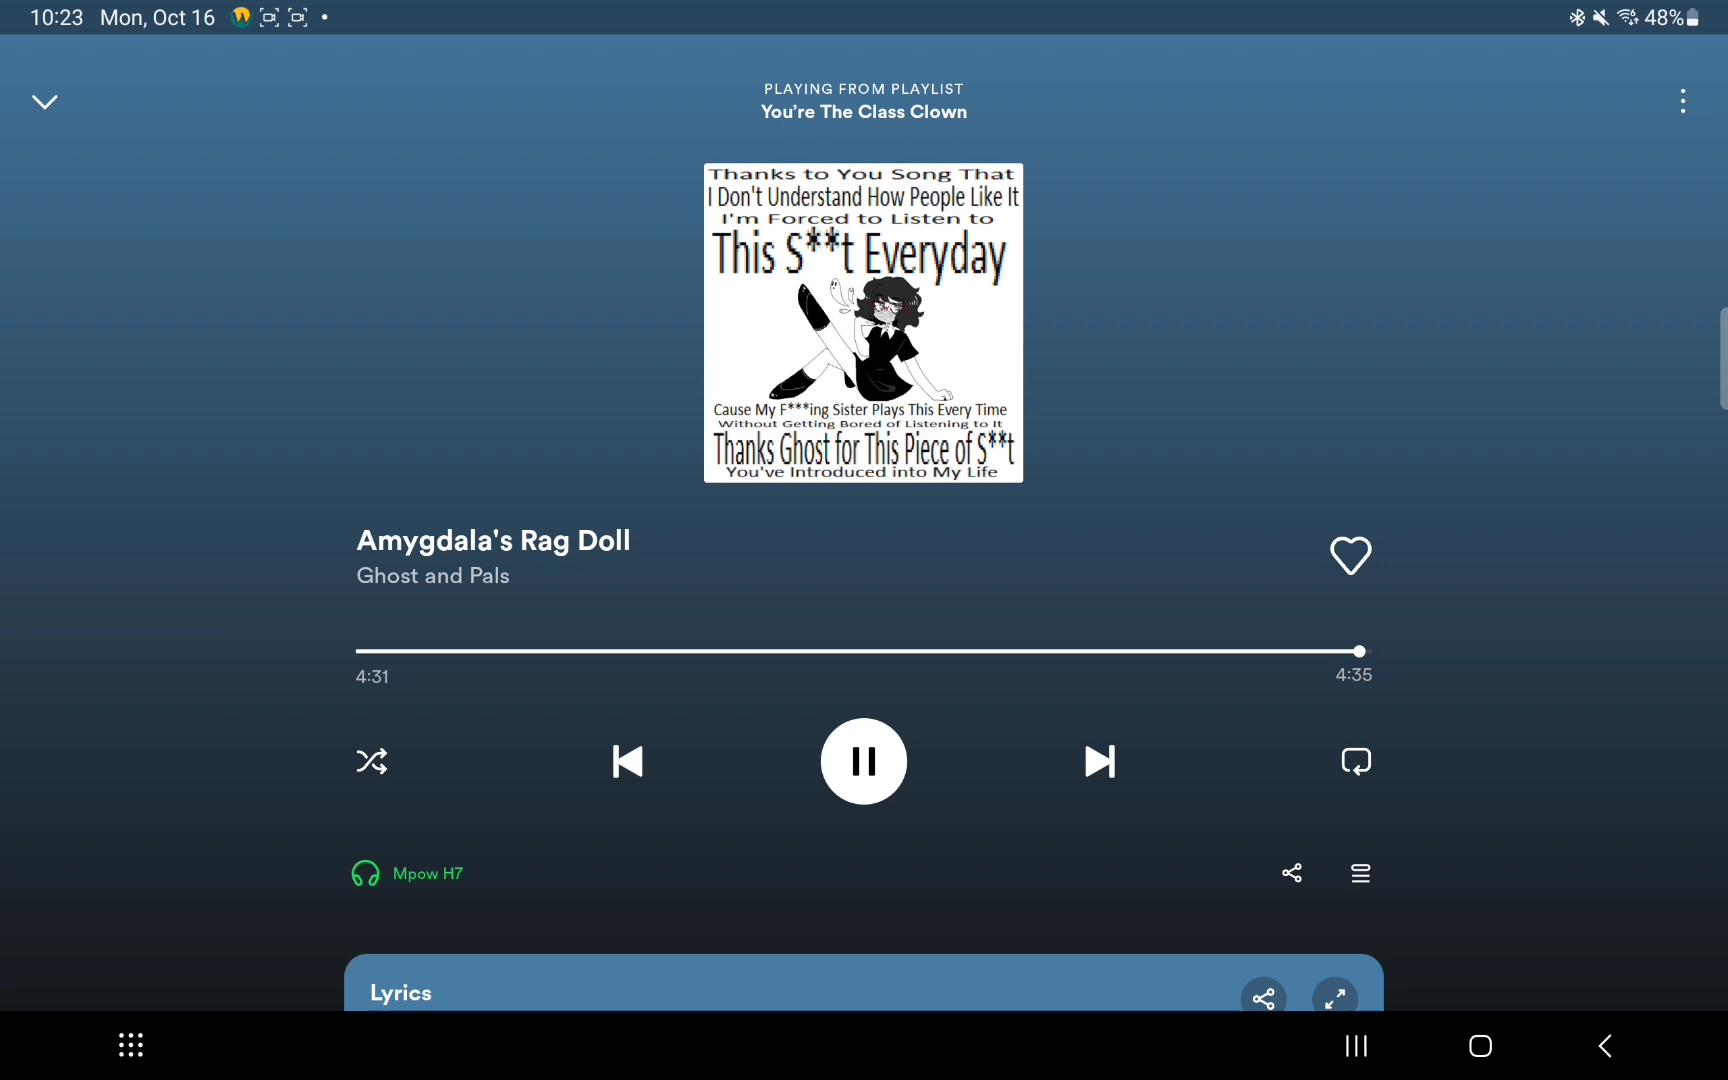 10:23 Mon, Oct 16
48%
PLAYING FROM PLAYLIST
You're The Class Clown
Thanks to You Song That
I Don't Understand How People Like It
I'm Forced to Listen to
This S**t Everyday
Cause My F***ing Sister Plays This Every Time
Without Getting Bored of Listening to It
Thanks Ghost for This Piece of S**t
You've Introduced into My Life
Amygdala's Rag Doll
Ghost and Pals
4:31
4:35
Mpow H7
Lyrics